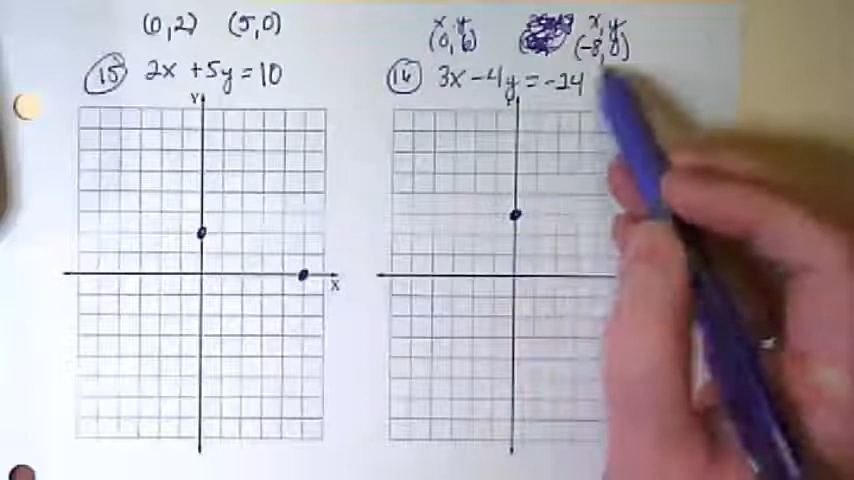 (0,2) (5,0)
x, y
(0, 6)
x, y
(-8, 0)
15 2x + 5y = 10
16 3x - 4y = -24
y
x
y